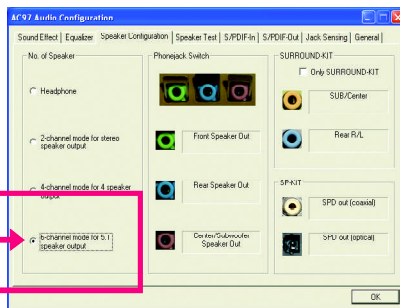 AC97 Audio Configuration
Sound Effect | Equalizer | Speaker Configuration | Speaker Test | S/PDIF-In | S/PDIF-Out | Jack Sensing | General
No. of Speaker
Headphone
2-channel mode for stereo
speaker output
4-channel mode for 4 speaker
output
6-channel mode for 5.1
speaker output
Phonejack Switch
Front Speaker Out
Rear Speaker Out
Center/Subwoofer
Speaker Out
SURROUND-KIT
Only SURROUND-KIT
SUB/Center
Rear R/L
SP-KIT
SPD out (coaxial)
SPD out (optical)
OK